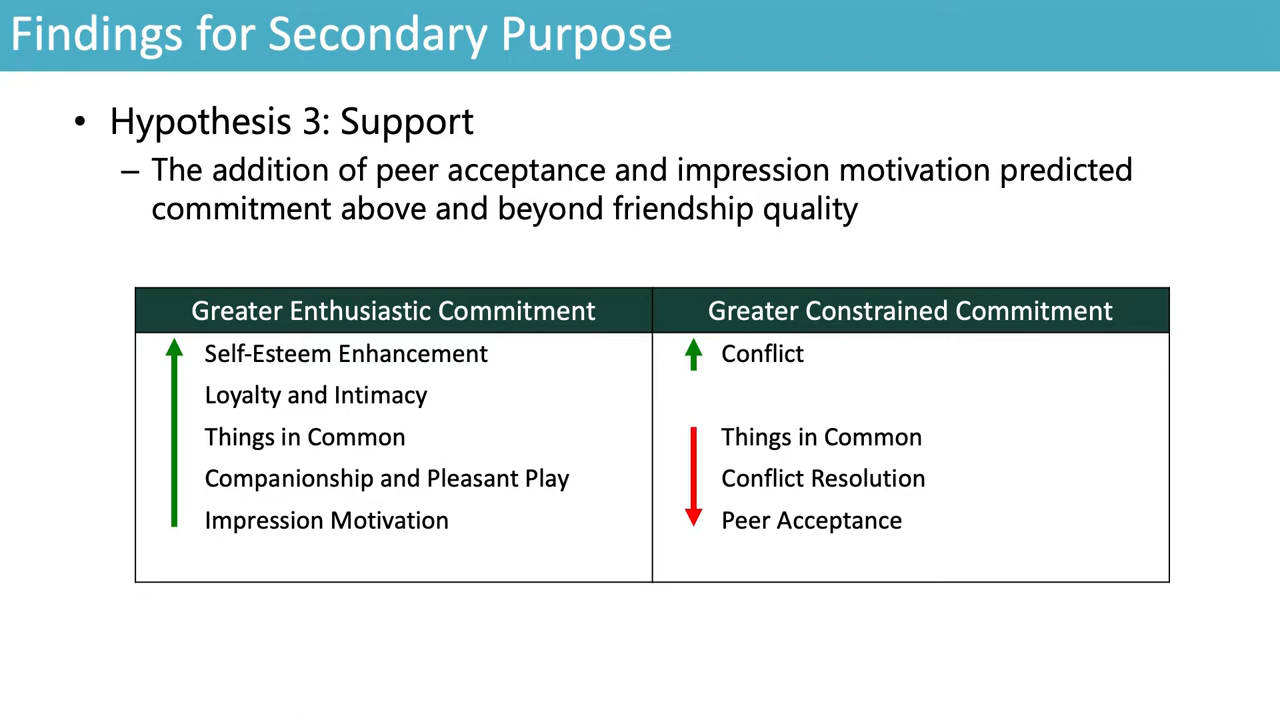 Findings for Secondary Purpose
• Hypothesis 3: Support
– The addition of peer acceptance and impression motivation predicted
commitment above and beyond friendship quality
Greater Enthusiastic Commitment
Self-Esteem Enhancement
Loyalty and Intimacy
Things in Common
Companionship and Pleasant Play
Impression Motivation
Greater Constrained Commitment
Conflict
Things in Common
Conflict Resolution
Peer Acceptance